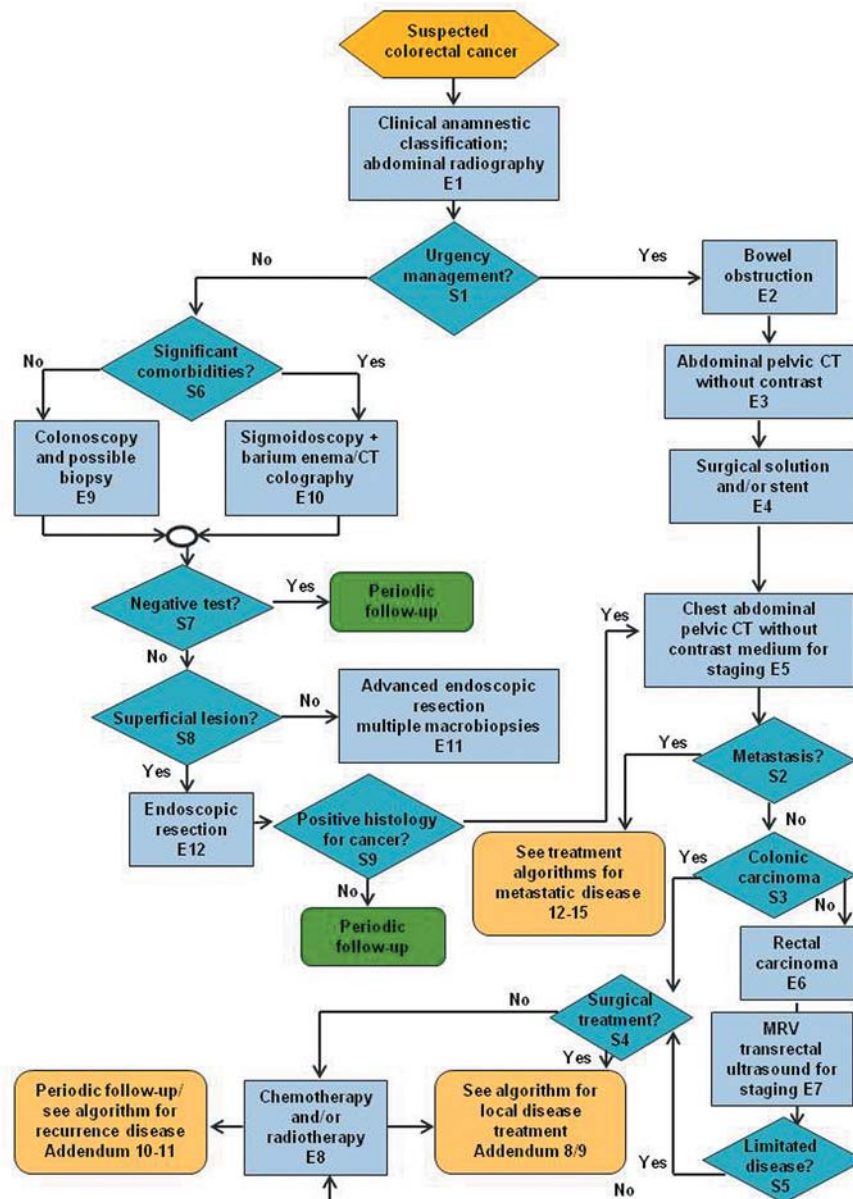 Suspected
colorectal cancer
Clinical anamnestic
classification;
abdominal radiography
E1
Urgency
management?
S1
No
Yes
Bowel
obstruction
E2
Significant
comorbidities?
S6
No
Yes
Abdominal pelvic CT
without contrast
E3
Colonoscopy
and possible
biopsy
E9
Sigmoidoscopy +
barium enema/CT
colography
E10
Surgical solution
and/or stent
E4
Negative test?
S7
Yes
Periodic
follow-up
No
Yes
Chest abdominal
pelvic CT without
contrast medium for
staging E5
Superficial lesion?
S8
No
Advanced endoscopic
resection
multiple macrobiopsies
E11
Yes
Yes
Metastasis?
S2
No
Endoscopic
resection
E12
Positive histology
for cancer?
S9
No
Periodic
follow-up
See treatment
algorithms for
metastatic disease
12-15
Yes
Colonic
carcinoma
S3
No
Rectal
carcinoma
E6
No
Surgical
treatment?
S4
Yes
MRV
transrectal
ultrasound for
staging E7
Periodic follow-up/
see algorithm for
recurrence disease
Addendum 10-11
Chemotherapy
and/or
radiotherapy
E8
See algorithm for
local disease
treatment
Addendum 8/9
Yes
Limitated
disease?
S5
No